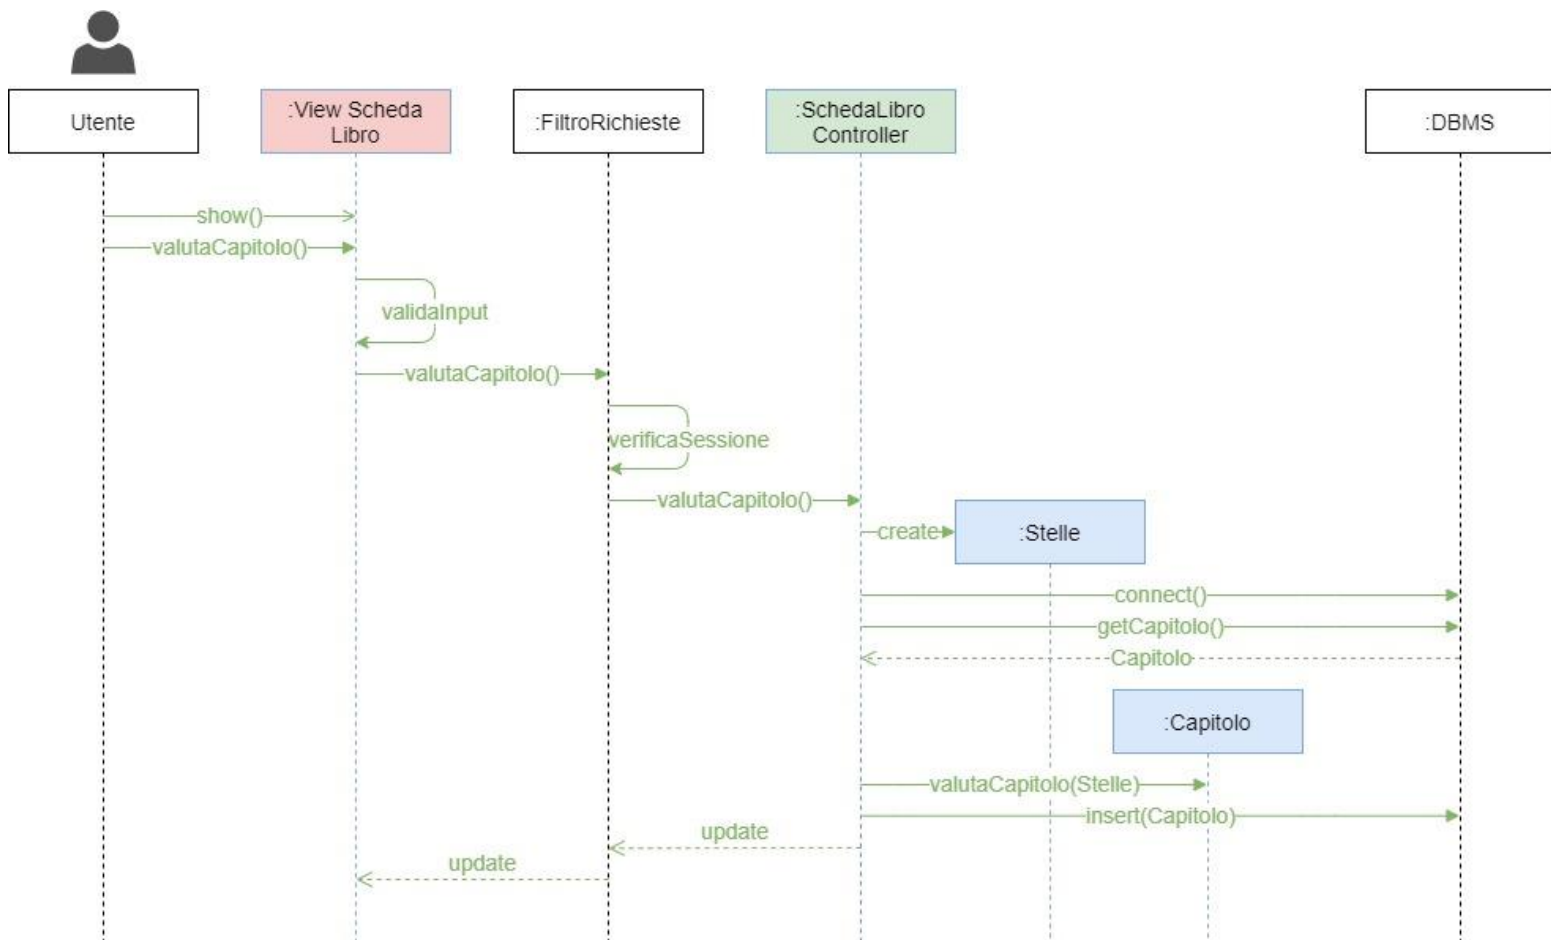 Utente
:View Scheda
Libro
:FiltroRichieste
:SchedaLibro
Controller
:DBMS
show()
valutaCapitolo()
validaInput
valutaCapitolo()
verificaSessione
valutaCapitolo()
create
:Stelle
connect()
getCapitolo()
Capitolo
:Capitolo
valutaCapitolo(Stelle)
insert(Capitolo)
update
update